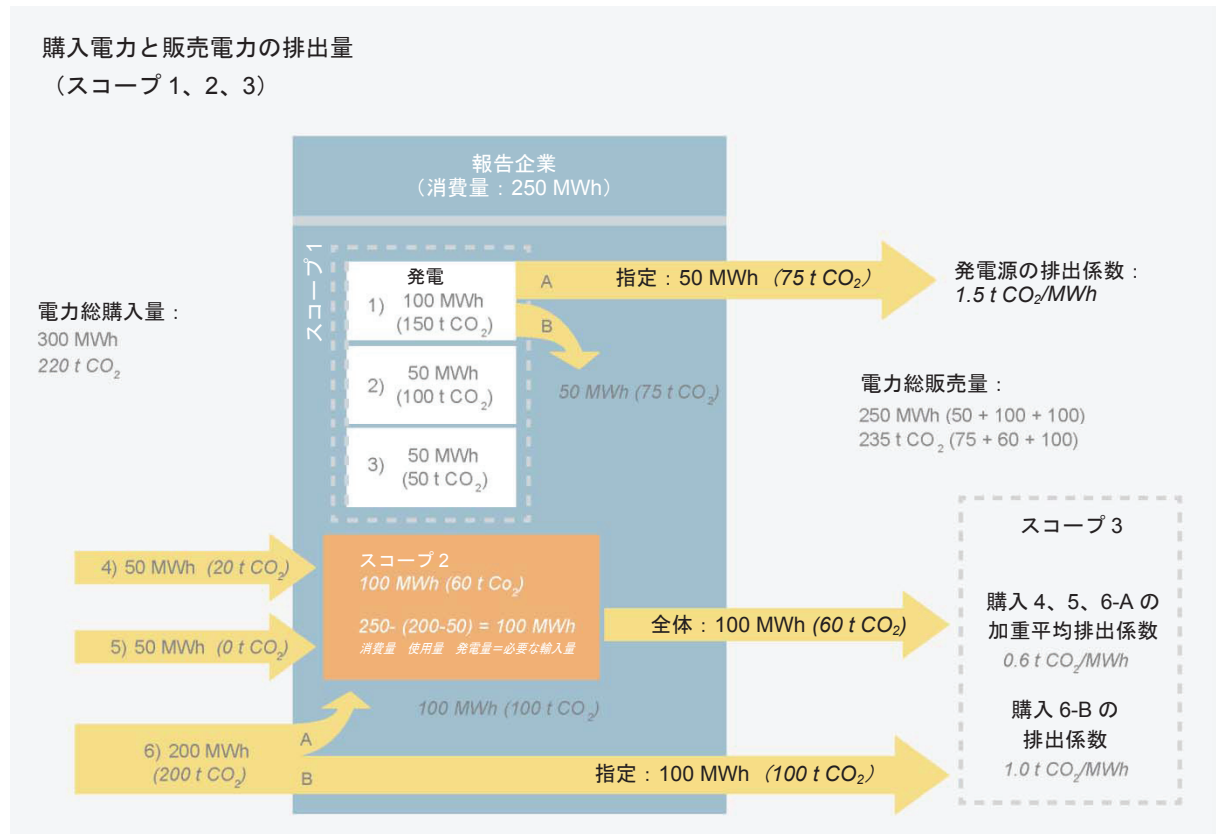 購入電力と販売電力の排出量
（スコープ 1、2、3）
報告企業
（消費量：250 MWh）
スコープ 1
発電
1) 100 MWh
(150 t CO₂)
2) 50 MWh
(100 t CO₂)
3) 50 MWh
(50 t CO₂)
A
指定：50 MWh （75 t CO₂）
B
50 MWh (75 t CO₂)
発電源の排出係数：
1.5 t CO₂/MWh
電力総購入量：
300 MWh
220 t CO₂
電力総販売量：
250 MWh (50 + 100 + 100)
235 t CO₂ (75 + 60 + 100)
4) 50 MWh (20 t CO₂)
5) 50 MWh (0 t CO₂)
6) 200 MWh
(200 t CO₂)
スコープ 2
100 MWh (60 t Co₂)
250- (200-50) = 100 MWh
消費量 使用量 発電量＝必要な輸入量
全体：100 MWh (60 t CO₂)
A
100 MWh (100 t CO₂)
B
指定：100 MWh （100 t CO₂）
スコープ 3
購入 4、5、6-A の
加重平均排出係数
0.6 t CO₂/MWh
購入 6-B の
排出係数
1.0 t CO₂/MWh